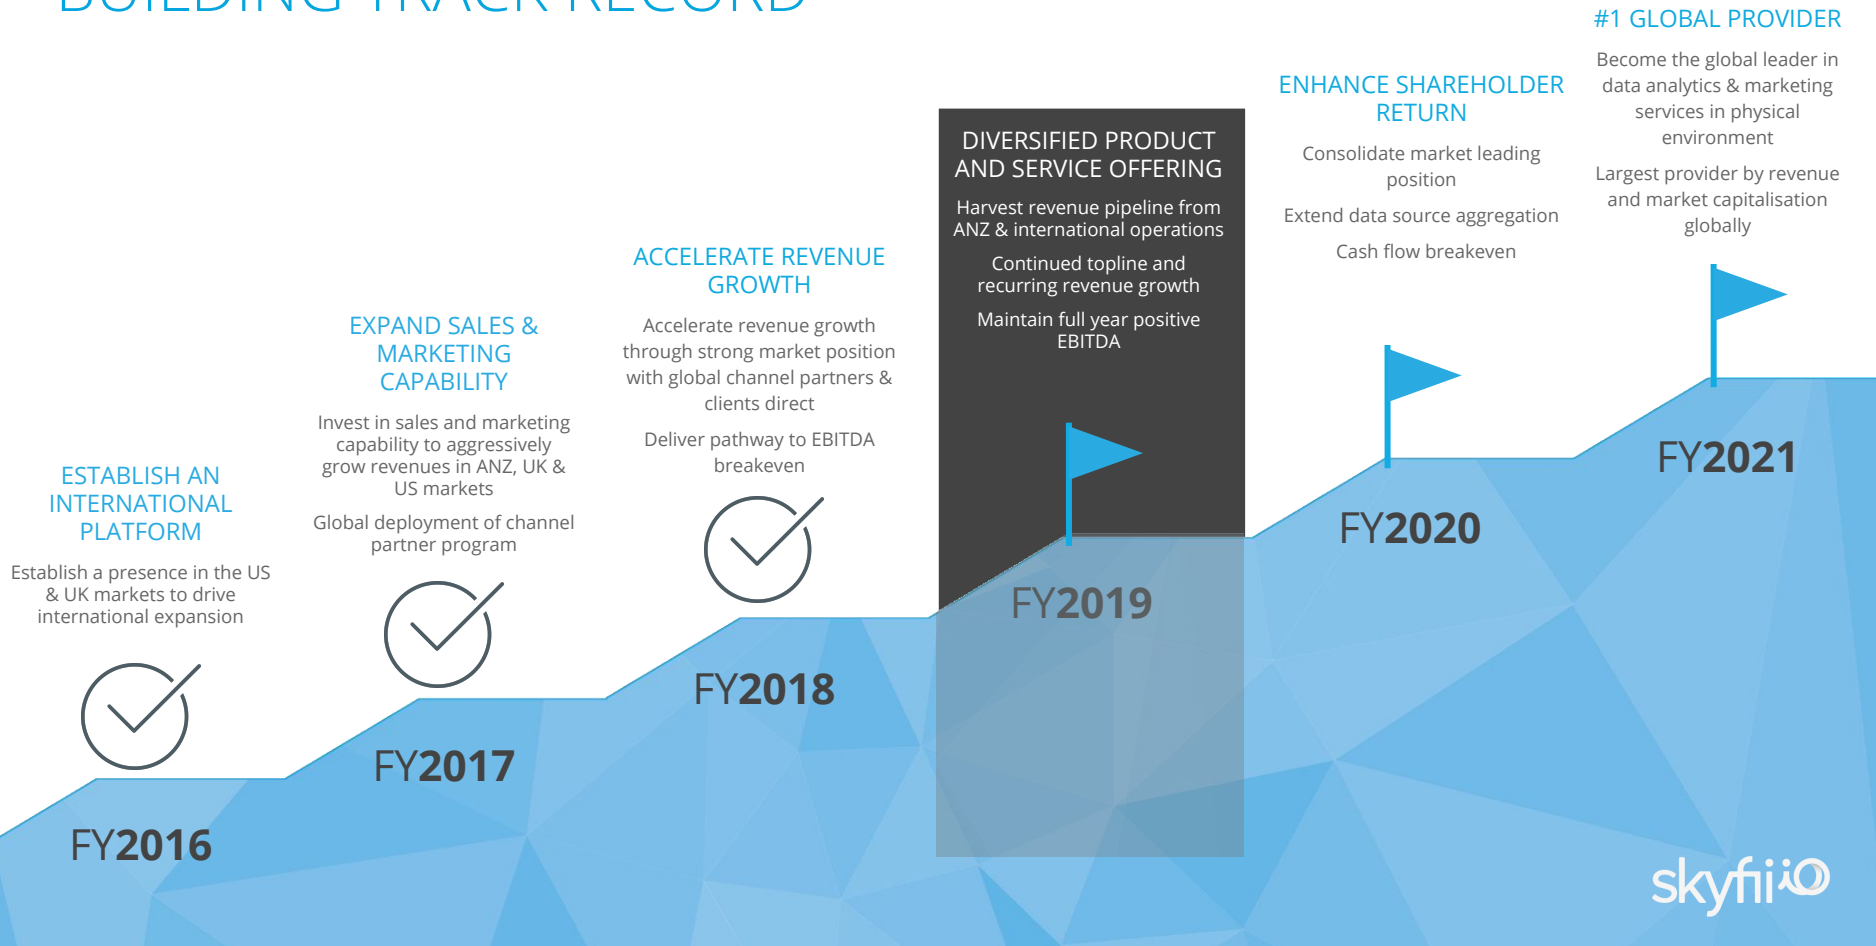 BUILDING TRACK RECORD
ESTABLISH AN
INTERNATIONAL
PLATFORM
Establish a presence in the US
& UK markets to drive
international expansion
FY2016
EXPAND SALES &
MARKETING
CAPABILITY
Invest in sales and marketing
capability to aggressively
grow revenues in ANZ, UK &
US markets
Global deployment of channel
partner program
FY2017
ACCELERATE REVENUE
GROWTH
Accelerate revenue growth
through strong market position
with global channel partners &
clients direct
Deliver pathway to EBITDA
breakeven
FY2018
DIVERSIFIED PRODUCT
AND SERVICE OFFERING
Harvest revenue pipeline from
ANZ & international operations
Continued topline and
recurring revenue growth
Maintain full year positive
EBITDA
FY2019
ENHANCE SHAREHOLDER
RETURN
Consolidate market leading
position
Extend data source aggregation
Cash flow breakeven
FY2020
#1 GLOBAL PROVIDER
Become the global leader in
data analytics & marketing
services in physical
environment
Largest provider by revenue
and market capitalisation
globally
FY2021
skyfii